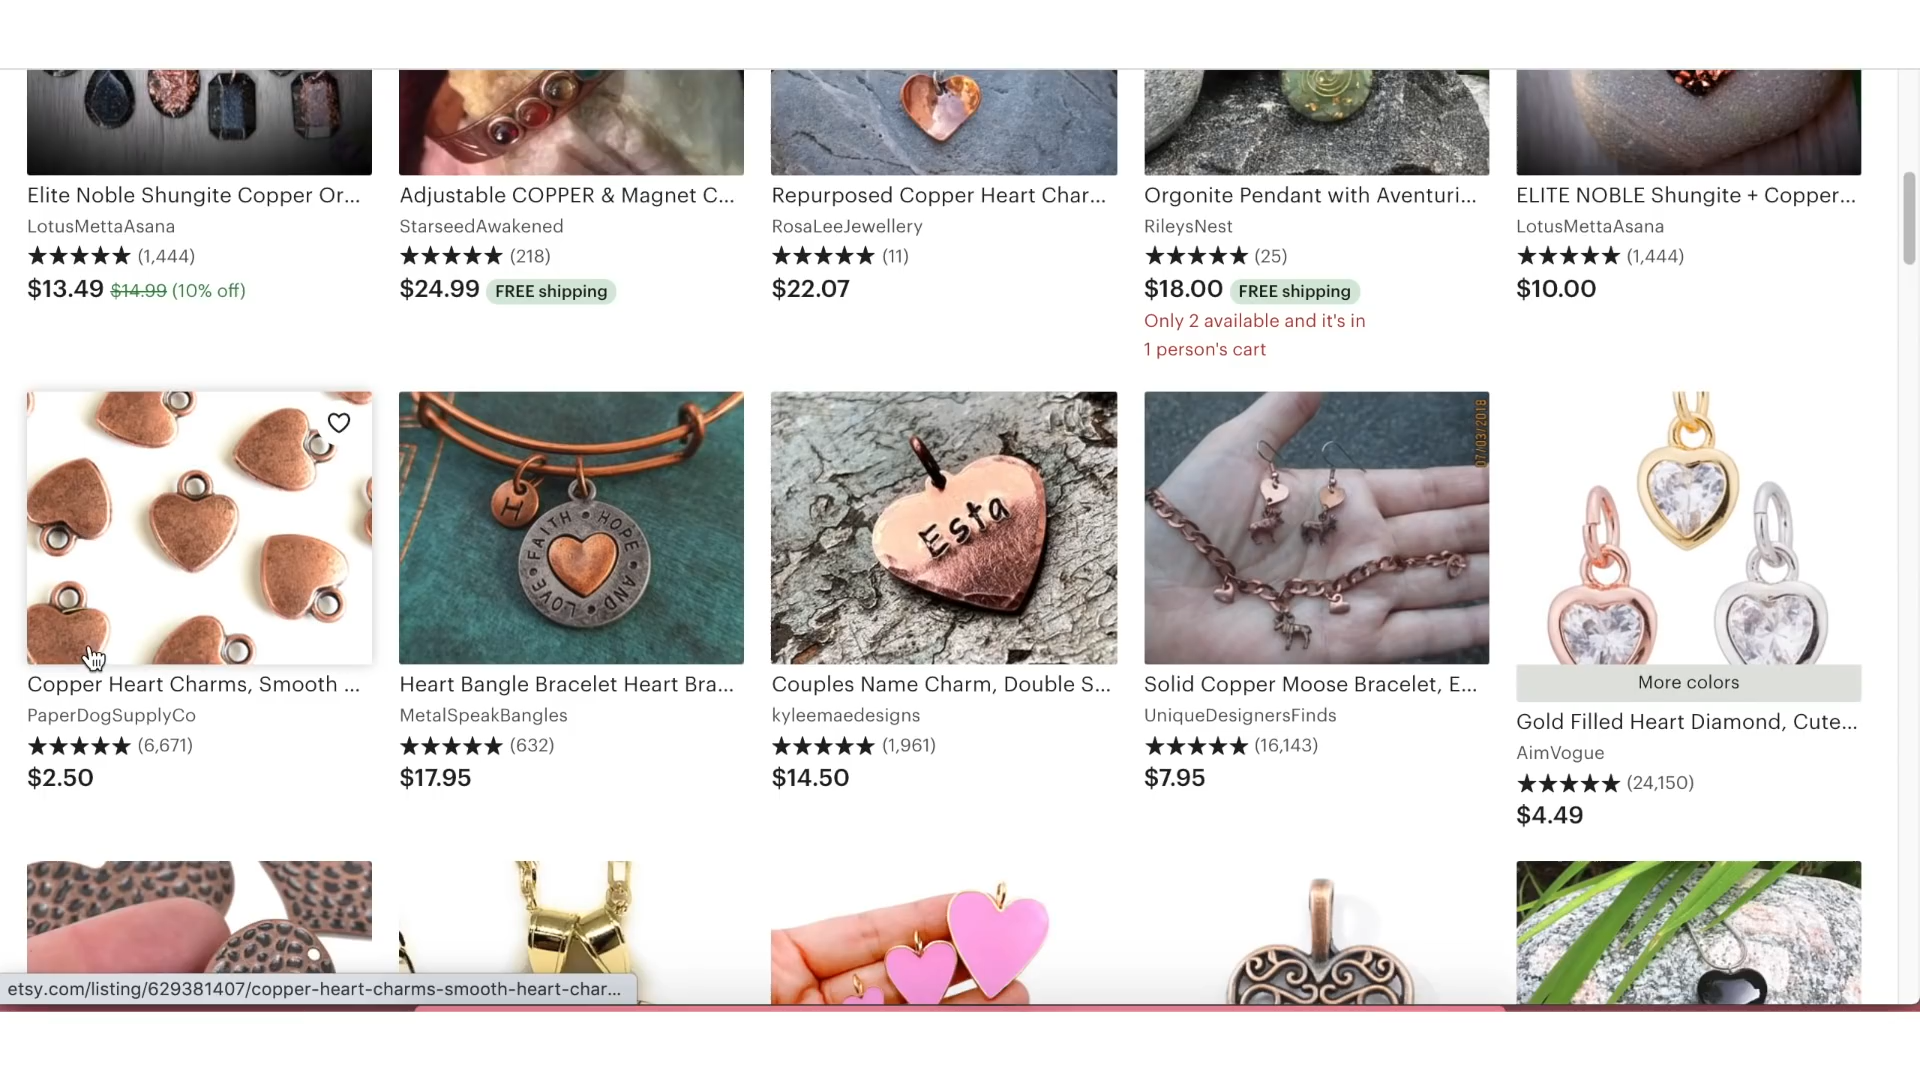 Elite Noble Shungite Copper Or...
LotusMettaAsana
(1,444)
$13.49 $14.99 (10% off)
Adjustable COPPER & Magnet C...
StarseedAwakened
(218)
$24.99 FREE shipping
Repurposed Copper Heart Char...
RosaLeeJewellery
(11)
$22.07
Orgonite Pendant with Aventuri...
RileysNest
(25)
$18.00 FREE shipping
Only 2 available and it's in
1 person's cart
ELITE NOBLE Shungite + Copper...
LotusMettaAsana
(1,444)
$10.00
Copper Heart Charms, Smooth ...
PaperDogSupplyCo
(6,671)
$2.50
H
FAITH • HOPE • AND • LOVE •
Heart Bangle Bracelet Heart Bra...
MetalSpeakBangles
(632)
$17.95
Esta
Couples Name Charm, Double S...
kyleemaedesigns
(1,961)
$14.50
07/03/2018
Solid Copper Moose Bracelet, E...
UniqueDesignersFinds
(16,143)
$7.95
More colors
Gold Filled Heart Diamond, Cute...
AimVogue
(24,150)
$4.49
etsy.com/listing/629381407/copper-heart-charms-smooth-heart-char...